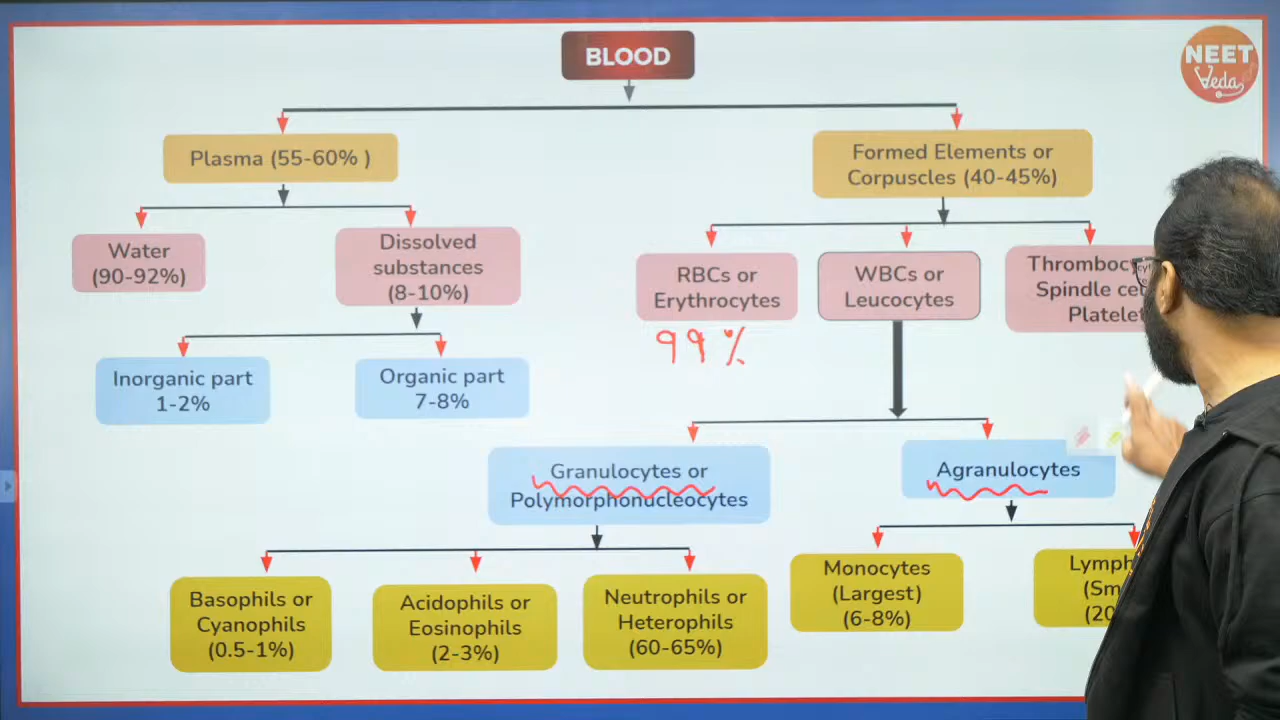 BLOOD
NEET
Veda
Plasma (55-60% )
Formed Elements or
Corpuscles (40-45%)
Water
(90-92%)
Dissolved
substances
(8-10%)
RBCs or
Erythrocytes
WBCs or
Leucocytes
Spindle
99%
Inorganic part
1-2%
Organic part
7-8%
Granulocytes or
Polymorphonucleocytes
Agranulocytes
Basophils or
Cyanophils
(0.5-1%)
Acidophils or
Eosinophils
(2-3%)
Neutrophils or
Heterophils
(60-65%)
Monocytes
(Largest)
(6-8%)